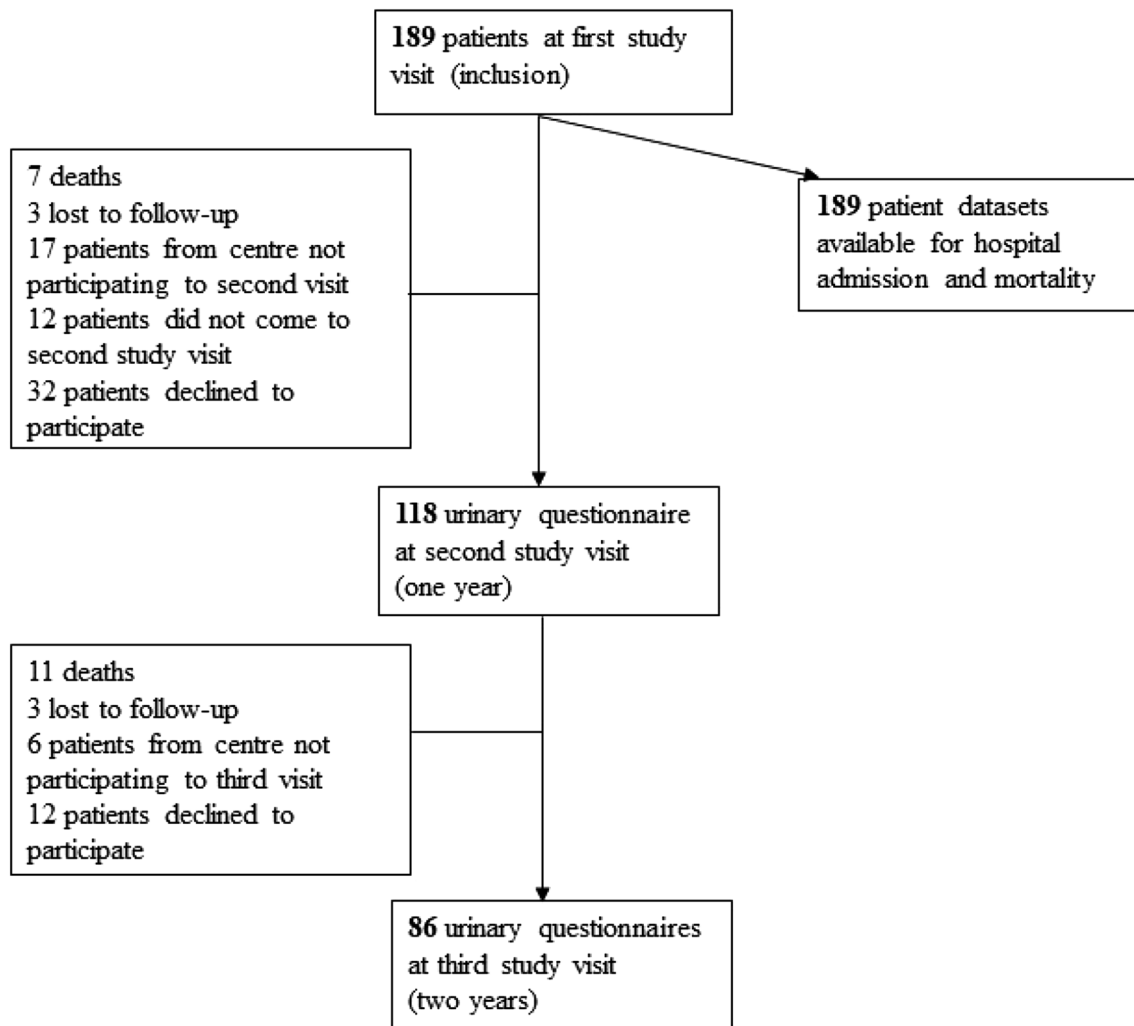 189 patients at first study
visit (inclusion)
7 deaths
3 lost to follow-up
17 patients from centre not
participating to second visit
12 patients did not come to
second study visit
32 patients declined to
participate
189 patient datasets
available for hospital
admission and mortality
118 urinary questionnaire
at second study visit
(one year)
11 deaths
3 lost to follow-up
6 patients from centre not
participating to third visit
12 patients declined to
participate
86 urinary questionnaires
at third study visit
(two years)